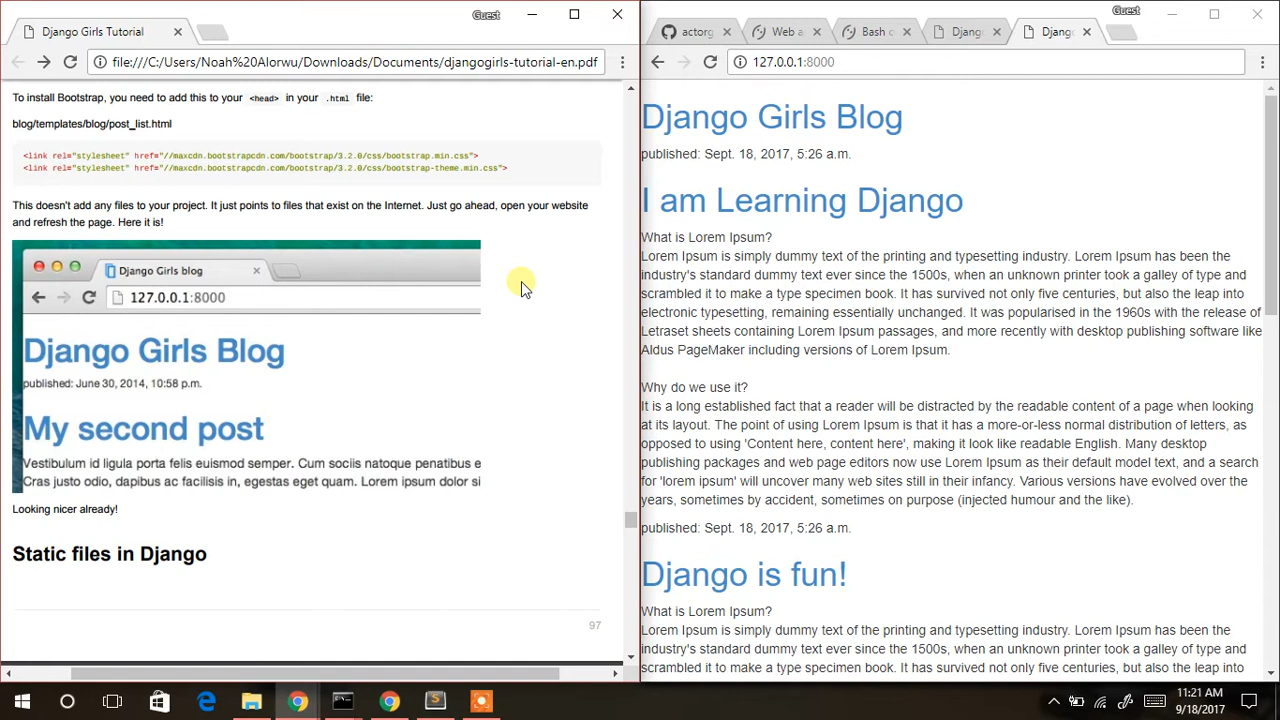 Guest
Django Girls Tutorial
file:///C:/Users/Noah%20Alorwu/Downloads/Documents/djangogirls-tutorial-en.pdf
To install Bootstrap, you need to add this to your <head> in your .html file:
blog/templates/blog/post_list.html
<link rel="stylesheet" href="//maxcdn.bootstrapcdn.com/bootstrap/3.2.0/css/bootstrap.min.css">
<link rel="stylesheet" href="//maxcdn.bootstrapcdn.com/bootstrap/3.2.0/css/bootstrap-theme.min.css">
This doesn't add any files to your project. It just points to files that exist on the Internet. Just go ahead, open your website
and refresh the page. Here it is!
Django Girls blog
127.0.0.1:8000
Django Girls Blog
published: June 30, 2014, 10:58 p.m.
My second post
Vestibulum id ligula porta felis euismod semper. Cum sociis natoque penatibus e
Cras justo odio, dapibus ac facilisis in, egestas eget quam. Lorem ipsum dolor si
Looking nicer already!
Static files in Django
97
Guest
actorg
Web a
Bash c
Djang
Djang
127.0.0.1:8000
Django Girls Blog
published: Sept. 18, 2017, 5:26 a.m.
I am Learning Django
What is Lorem Ipsum?
Lorem Ipsum is simply dummy text of the printing and typesetting industry. Lorem Ipsum has been the
industry's standard dummy text ever since the 1500s, when an unknown printer took a galley of type and
scrambled it to make a type specimen book. It has survived not only five centuries, but also the leap into
electronic typesetting, remaining essentially unchanged. It was popularised in the 1960s with the release of
Letraset sheets containing Lorem Ipsum passages, and more recently with desktop publishing software like
Aldus PageMaker including versions of Lorem Ipsum.
Why do we use it?
It is a long established fact that a reader will be distracted by the readable content of a page when looking
at its layout. The point of using Lorem Ipsum is that it has a more-or-less normal distribution of letters, as
opposed to using 'Content here, content here', making it look like readable English. Many desktop
publishing packages and web page editors now use Lorem Ipsum as their default model text, and a search
for 'lorem ipsum' will uncover many web sites still in their infancy. Various versions have evolved over the
years, sometimes by accident, sometimes on purpose (injected humour and the like).
published: Sept. 18, 2017, 5:26 a.m.
Django is fun!
What is Lorem Ipsum?
Lorem Ipsum is simply dummy text of the printing and typesetting industry. Lorem Ipsum has been the
industry's standard dummy text ever since the 1500s, when an unknown printer took a galley of type and
scrambled it to make a type specimen book. It has survived not only five centuries, but also the leap into
11:21 AM
9/18/2017